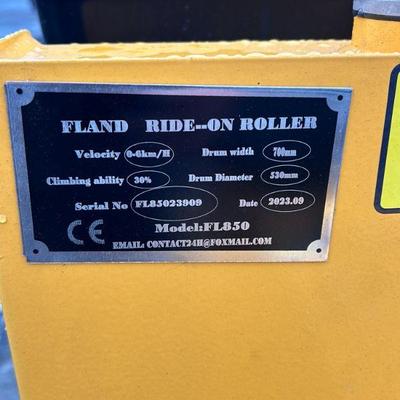 FLAND RIDE--ON ROLLER
Velocity 0-6km/H Drum width 700mm
Climbing ability 30% Drum Diameter 530mm
Serial No FL85023909 Date 2023.09
CE
Model:FL850
EMAIL: CONTACT24H@FOXMAIL.COM